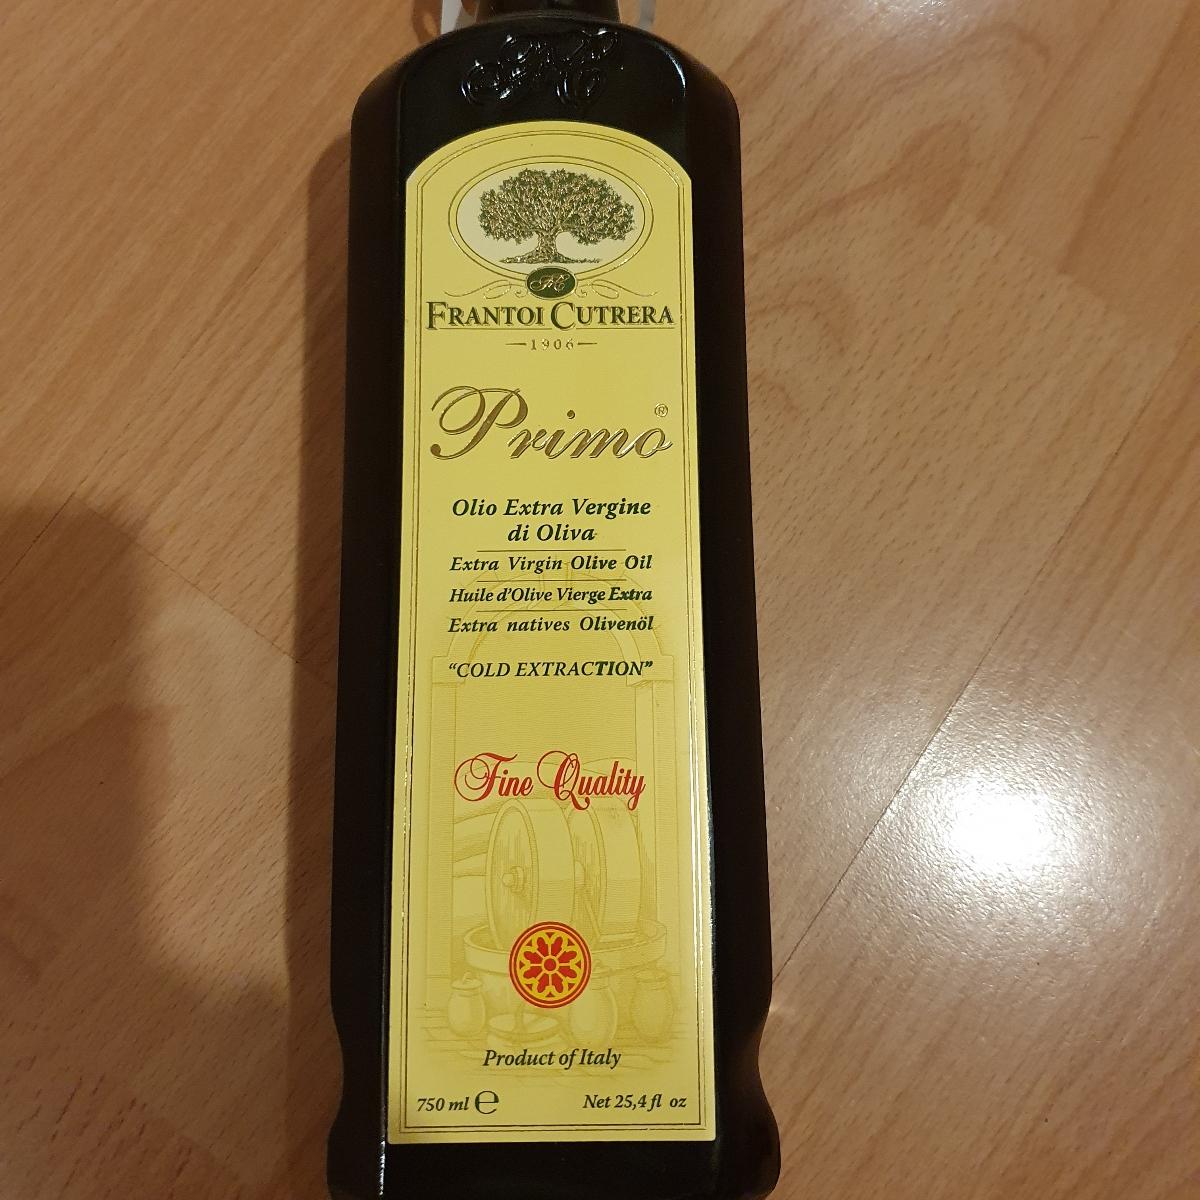 FRANTOI CUTRERA
1906
Primo®
Olio Extra Vergine
di Oliva
Extra Virgin Olive Oil
Huile d'Olive Vierge Extra
Extra natives Olivenöl
"COLD EXTRACTION"
Fine Quality
Product of Italy
750 ml ℮ Net 25,4 fl oz